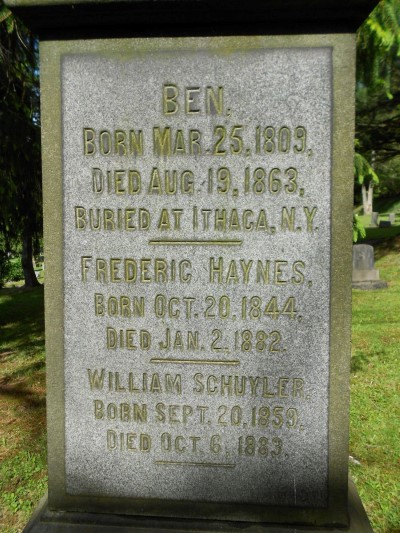 BEN.
BORN MAR. 25, 1809,
DIED AUG. 19, 1863,
BURIED AT ITHACA, N.Y.
FREDERIC HAYNES,
BORN OCT. 20, 1844,
DIED JAN. 2, 1882.
WILLIAM SCHUYLER,
BORN SEPT. 20, 1859,
DIED OCT. 6, 1883.